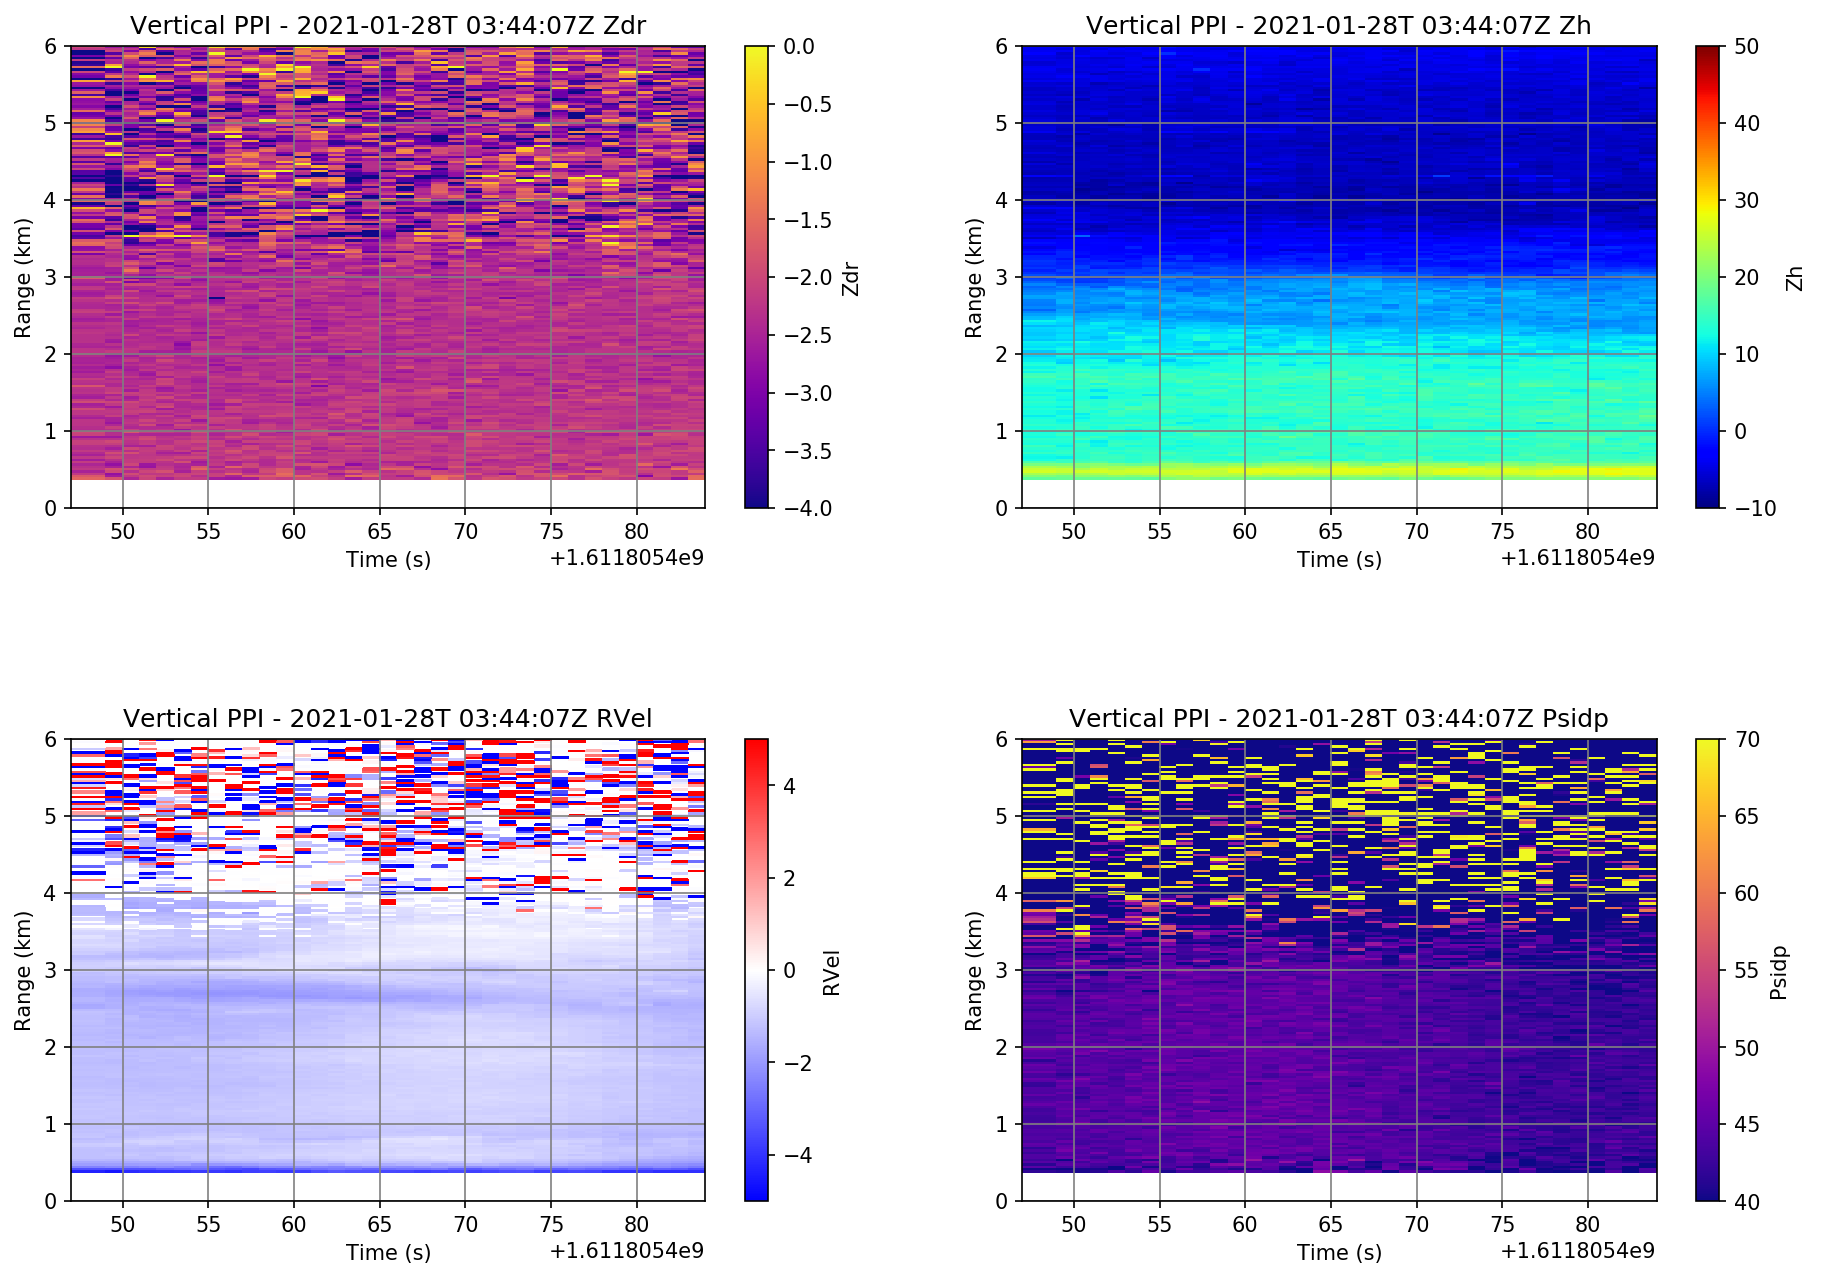 Vertical PPI - 2021-01-28T 03:44:07Z Zdr
6
5
4
3
2
1
0
Range (km)
50 55 60 65 70 75 80
Time (s)
+1.6118054e9
0.0
−0.5
−1.0
−1.5
−2.0
−2.5
−3.0
−3.5
−4.0
Zdr
Vertical PPI - 2021-01-28T 03:44:07Z Zh
6
5
4
3
2
1
0
Range (km)
50 55 60 65 70 75 80
Time (s)
+1.6118054e9
50
40
30
20
10
0
−10
Zh
Vertical PPI - 2021-01-28T 03:44:07Z RVel
6
5
4
3
2
1
0
Range (km)
50 55 60 65 70 75 80
Time (s)
+1.6118054e9
4
2
0
−2
−4
RVel
Vertical PPI - 2021-01-28T 03:44:07Z Psidp
6
5
4
3
2
1
0
Range (km)
50 55 60 65 70 75 80
Time (s)
+1.6118054e9
70
65
60
55
50
45
40
Psidp